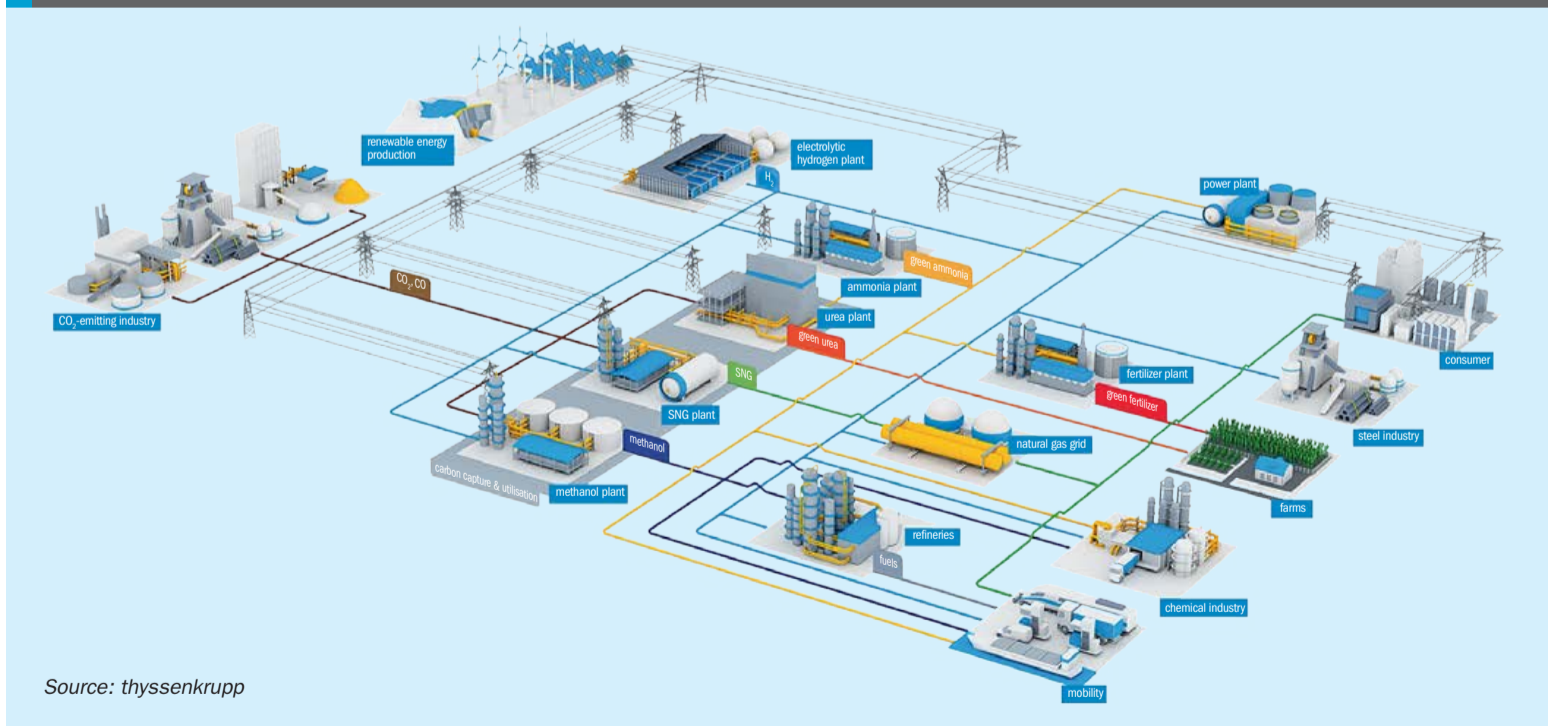 renewable energy
production
electrolytic
hydrogen plant
H₂
power plant
CO₂, CO
green ammonia
ammonia plant
CO₂-emitting industry
urea plant
green urea
consumer
SNG
fertilizer plant
green fertilizer
SNG plant
steel industry
methanol
natural gas grid
carbon capture & utilisation
methanol plant
farms
refineries
fuels
chemical industry
Source: thyssenkrupp
mobility